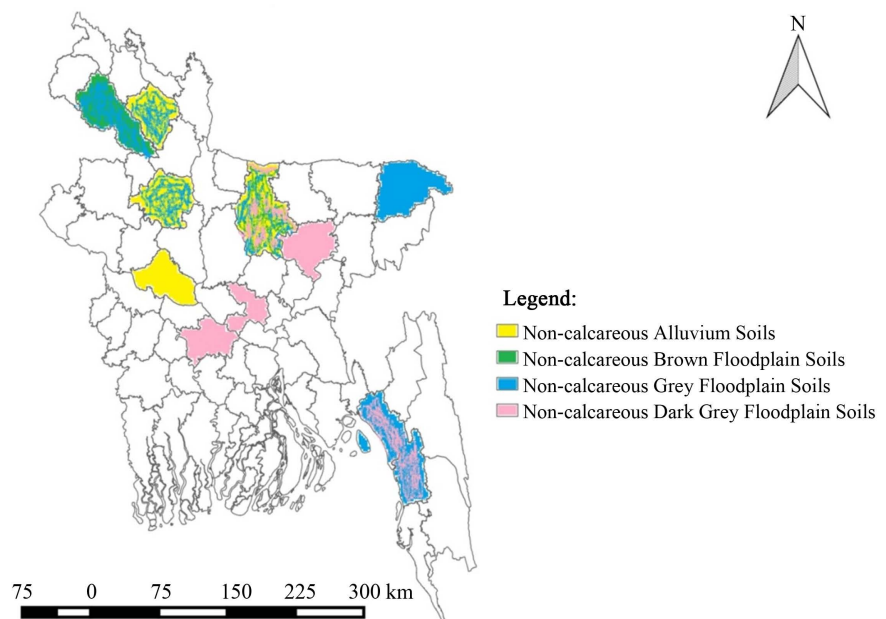 N
Legend:
Non-calcareous Alluvium Soils
Non-calcareous Brown Floodplain Soils
Non-calcareous Grey Floodplain Soils
Non-calcareous Dark Grey Floodplain Soils
75 0 75 150 225 300 km